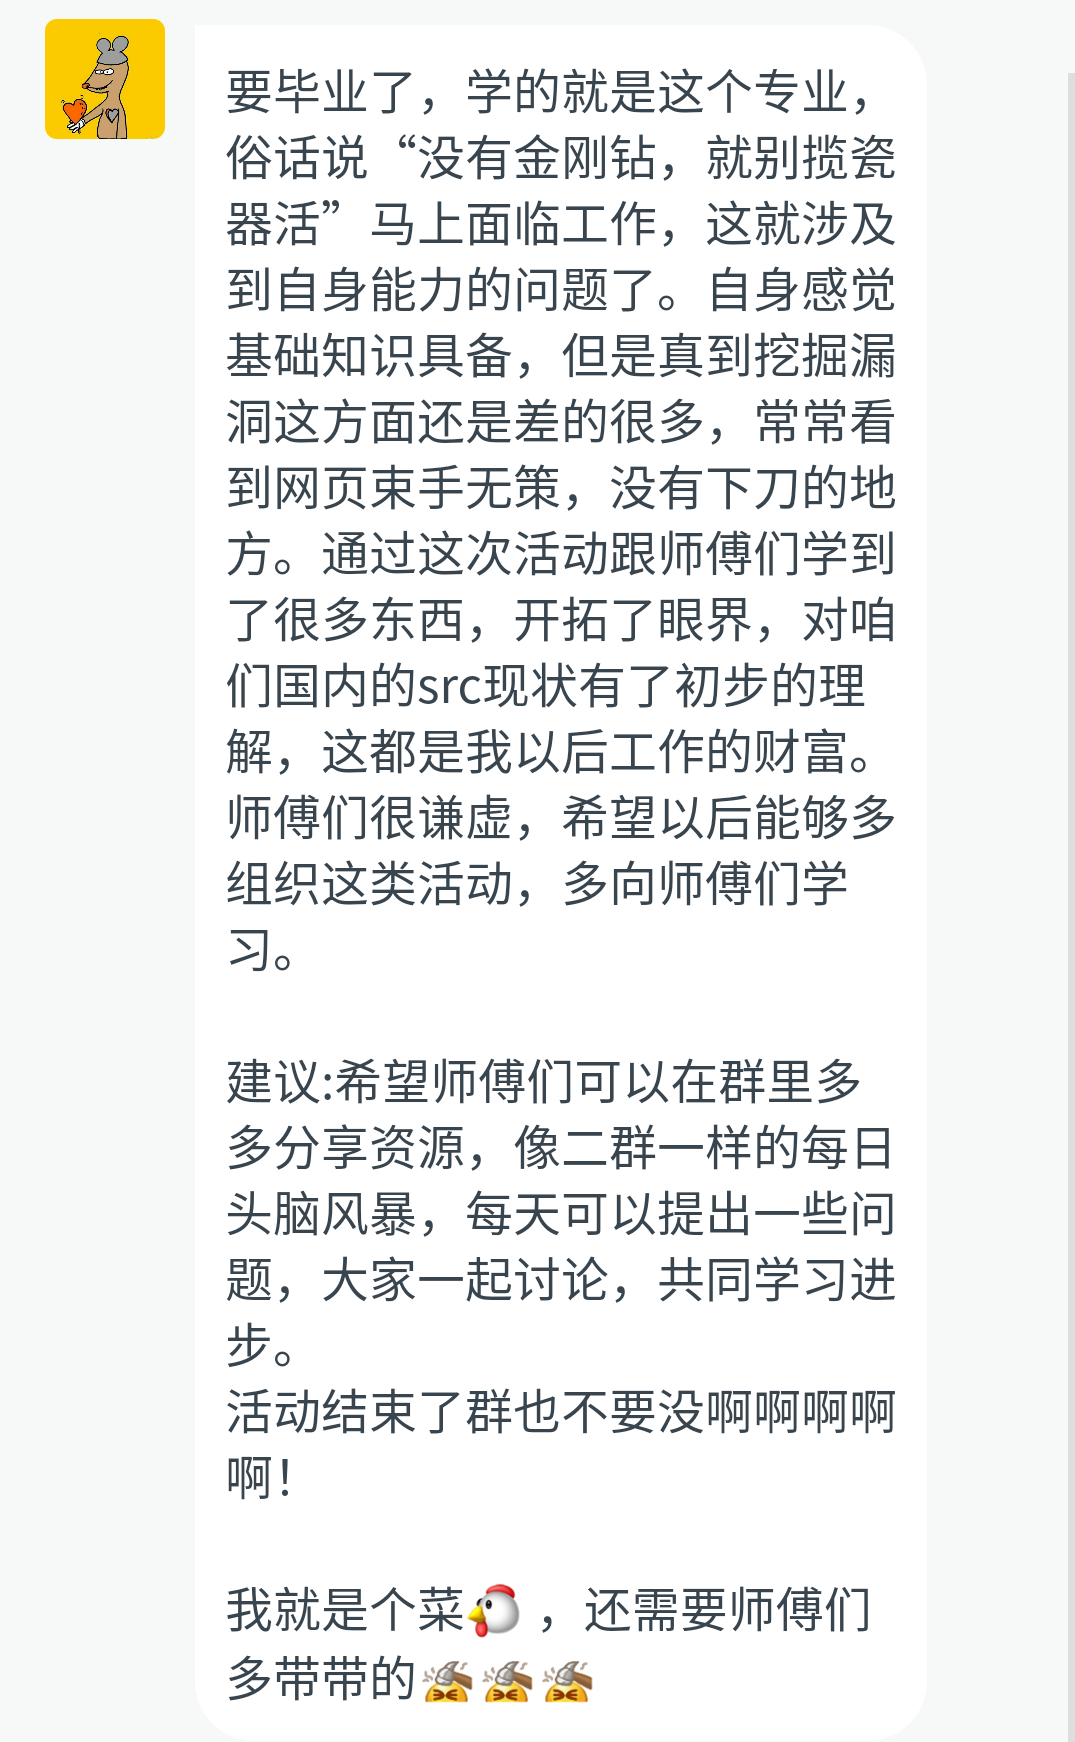 要毕业了，学的就是这个专业，
俗话说“没有金刚钻，就别揽瓷
器活”马上面临工作，这就涉及
到自身能力的问题了。自身感觉
基础知识具备，但是真到挖掘漏
洞这方面还是差的很多，常常看
到网页束手无策，没有下刀的地
方。通过这次活动跟师傅们学到
了很多东西，开拓了眼界，对咱
们国内的src现状有了初步的理
解，这都是我以后工作的财富。
师傅们很谦虚，希望以后能够多
组织这类活动，多向师傅们学
习。
建议:希望师傅们可以在群里多
多分享资源，像二群一样的每日
头脑风暴，每天可以提出一些问
题，大家一起讨论，共同学习进
步。
活动结束了群也不要没啊啊啊啊
啊！
我就是个菜🐔，还需要师傅们
多带带的